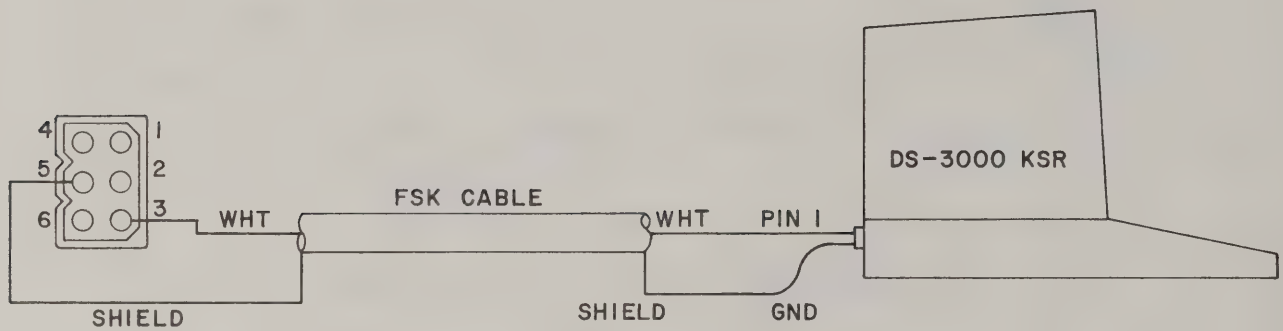 4 1
5 2
6 3
WHT
FSK CABLE
WHT PIN 1
DS-3000 KSR
SHIELD
SHIELD GND